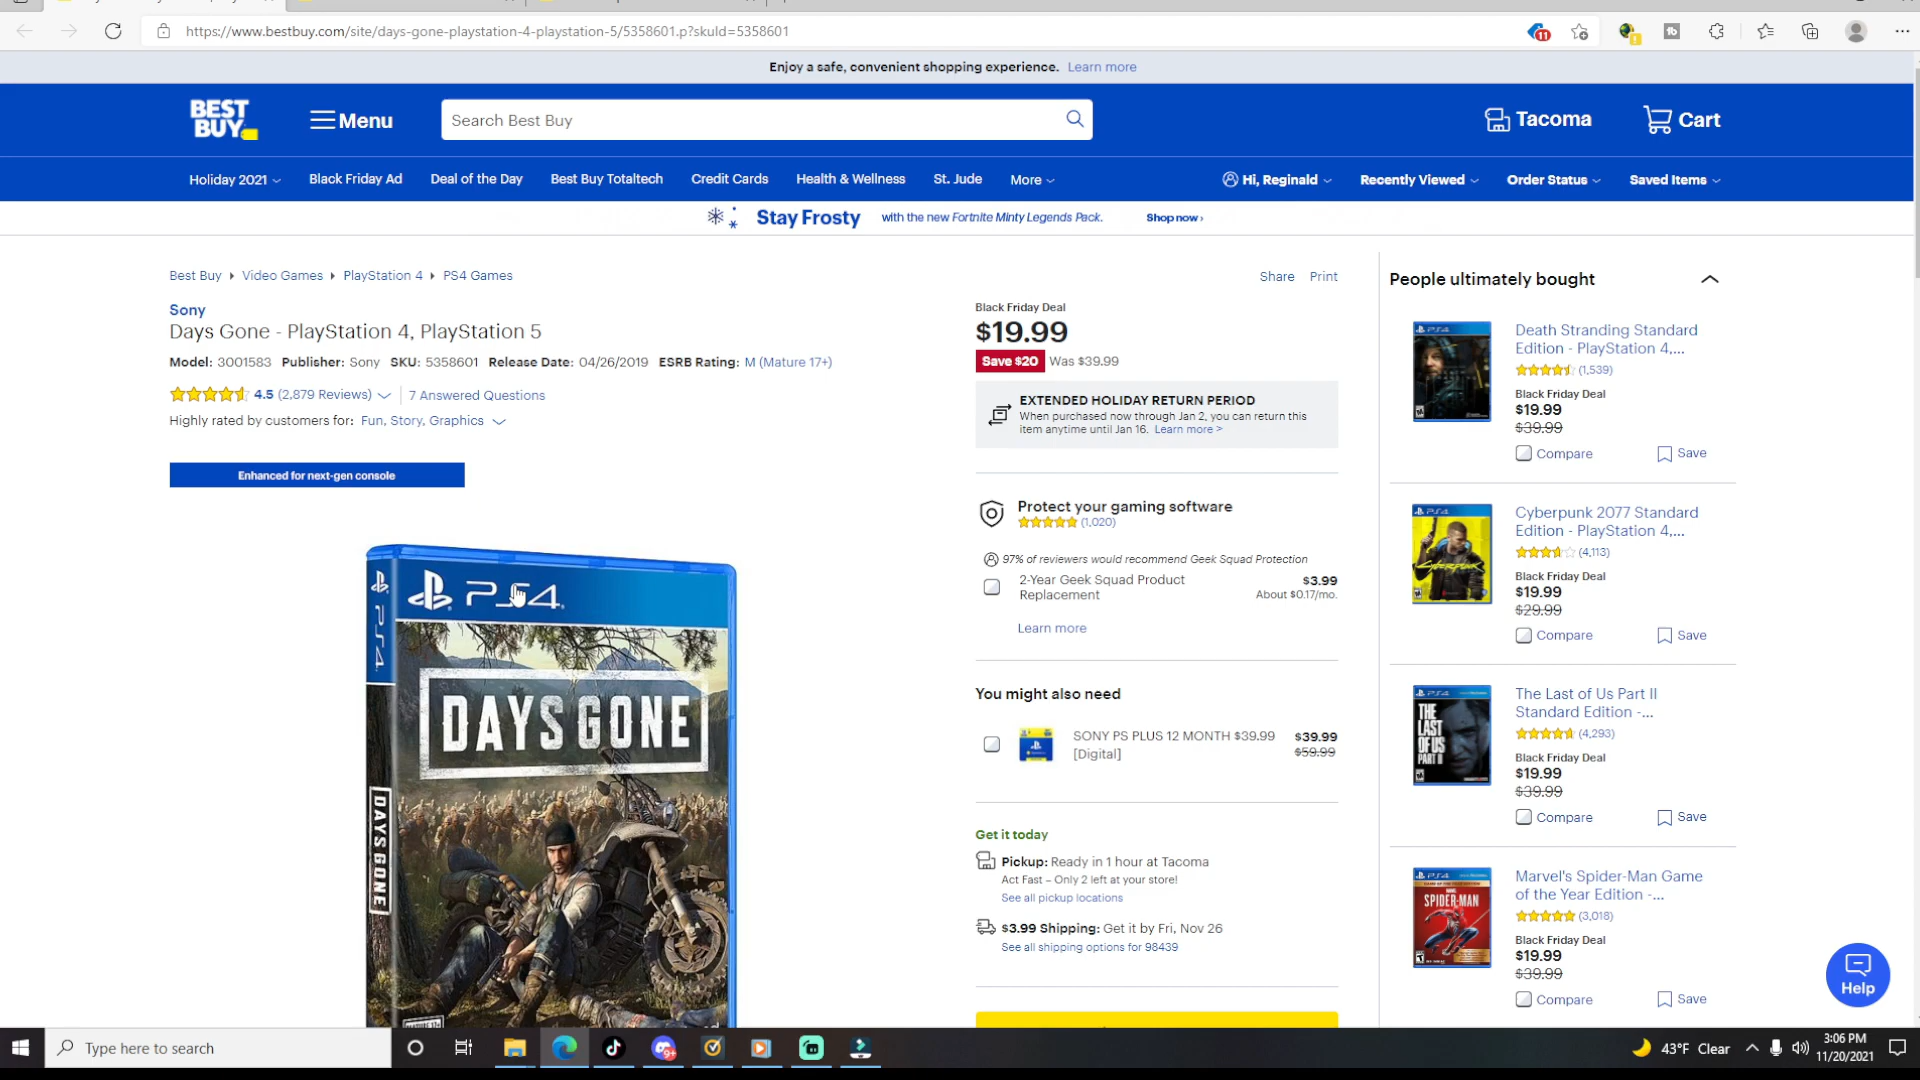 https://www.bestbuy.com/site/days-gone-playstation-4-playstation-5/5358601.p?skuId=5358601
11
Enjoy a safe, convenient shopping experience. Learn more
BEST BUY
Menu
Search Best Buy
Tacoma
Cart
Holiday 2021
Black Friday Ad
Deal of the Day
Best Buy Totaltech
Credit Cards
Health & Wellness
St. Jude
More
Hi, Reginald
Recently Viewed
Order Status
Saved Items
Stay Frosty with the new Fortnite Minty Legends Pack. Shop now ›
Best Buy
Video Games
PlayStation 4
PS4 Games
Share
Print
Sony
Days Gone - PlayStation 4, PlayStation 5
Model: 3001583 Publisher: Sony SKU: 5358601 Release Date: 04/26/2019 ESRB Rating: M (Mature 17+)
4.5 (2,879 Reviews)
7 Answered Questions
Highly rated by customers for: Fun, Story, Graphics
Enhanced for next-gen console
PS4
PS4
DAYS GONE
DAYS GONE
Black Friday Deal
$19.99
Save $20 Was $39.99
EXTENDED HOLIDAY RETURN PERIOD
When purchased now through Jan 2, you can return this
item anytime until Jan 16. Learn more >
Protect your gaming software
(1,020)
97% of reviewers would recommend Geek Squad Protection
2-Year Geek Squad Product
Replacement
$3.99
About $0.17/mo.
Learn more
You might also need
SONY PS PLUS 12 MONTH $39.99
[Digital]
$39.99
$59.99
Get it today
Pickup: Ready in 1 hour at Tacoma
Act Fast – Only 2 left at your store!
See all pickup locations
$3.99 Shipping: Get it by Fri, Nov 26
See all shipping options for 98439
People ultimately bought
Death Stranding Standard
Edition - PlayStation 4,...
(1,539)
Black Friday Deal
$19.99
$39.99
Compare
Save
Cyberpunk 2077 Standard
Edition - PlayStation 4,...
(4,113)
Black Friday Deal
$19.99
$29.99
Compare
Save
THE
LAST
OF US
PART II
The Last of Us Part II
Standard Edition -...
(4,293)
Black Friday Deal
$19.99
$39.99
Compare
Save
SPIDER-MAN
Marvel's Spider-Man Game
of the Year Edition -...
(3,018)
Black Friday Deal
$19.99
$39.99
Compare
Save
Help
Type here to search
9+
43°F Clear
3:06 PM
11/20/2021